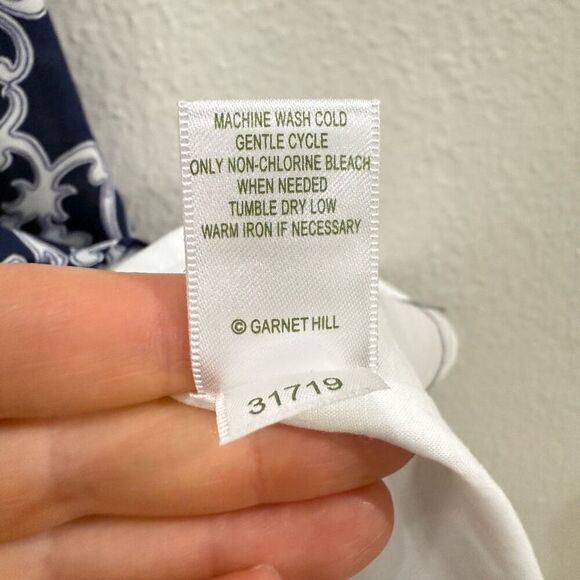 MACHINE WASH COLD
GENTLE CYCLE
ONLY NON-CHLORINE BLEACH
WHEN NEEDED
TUMBLE DRY LOW
WARM IRON IF NECESSARY
© GARNET HILL
31719